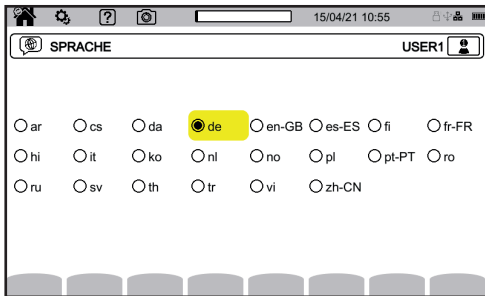 15/04/21 10:55
SPRACHE USER1
ar cs da de en-GB es-ES fi fr-FR
hi it ko nl no pl pt-PT ro
ru sv th tr vi zh-CN